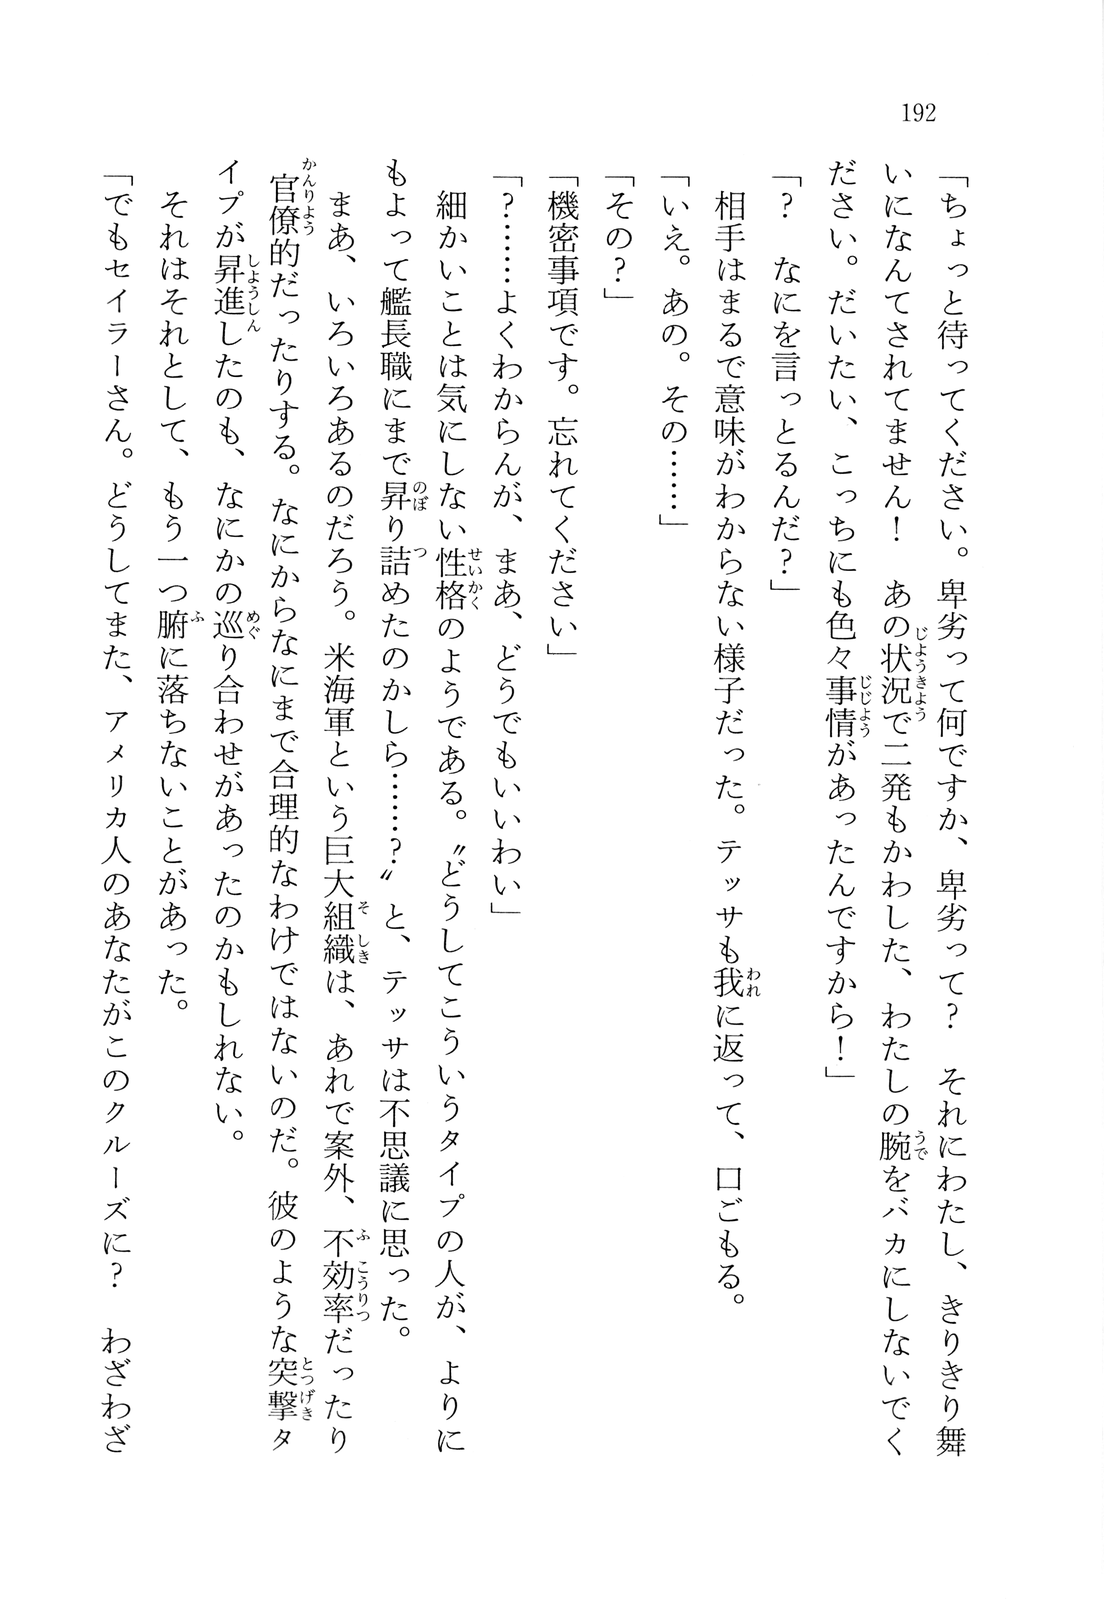 192
「ちょっと待ってください。卑劣って何ですか、卑劣って？　それにわたし、きりきり舞
いになんてされてません！　あの状況で二発もかわした、わたしの腕をバカにしないでく
ださい。だいたい、こっちにも色々事情があったんですから！」
「？　なにを言っとるんだ？」
　相手はまるで意味がわからない様子だった。テッサも我に返って、口ごもる。
「いえ。あの。その……」
「その？」
「機密事項です。忘れてください」
「？……よくわからんが、まあ、どうでもいいわい」
　細かいことは気にしない性格のようである。〝どうしてこういうタイプの人が、よりに
もよって艦長職にまで昇り詰めたのかしら……？〟と、テッサは不思議に思った。
　まあ、いろいろあるのだろう。米海軍という巨大組織は、あれで案外、不効率だったり
官僚的だったりする。なにからなにまで合理的なわけではないのだ。彼のような突撃タ
イプが昇進したのも、なにかの巡り合わせがあったのかもしれない。
　それはそれとして、もう一つ腑に落ちないことがあった。
「でもセイラーさん。どうしてまた、アメリカ人のあなたがこのクルーズに？　わざわざ